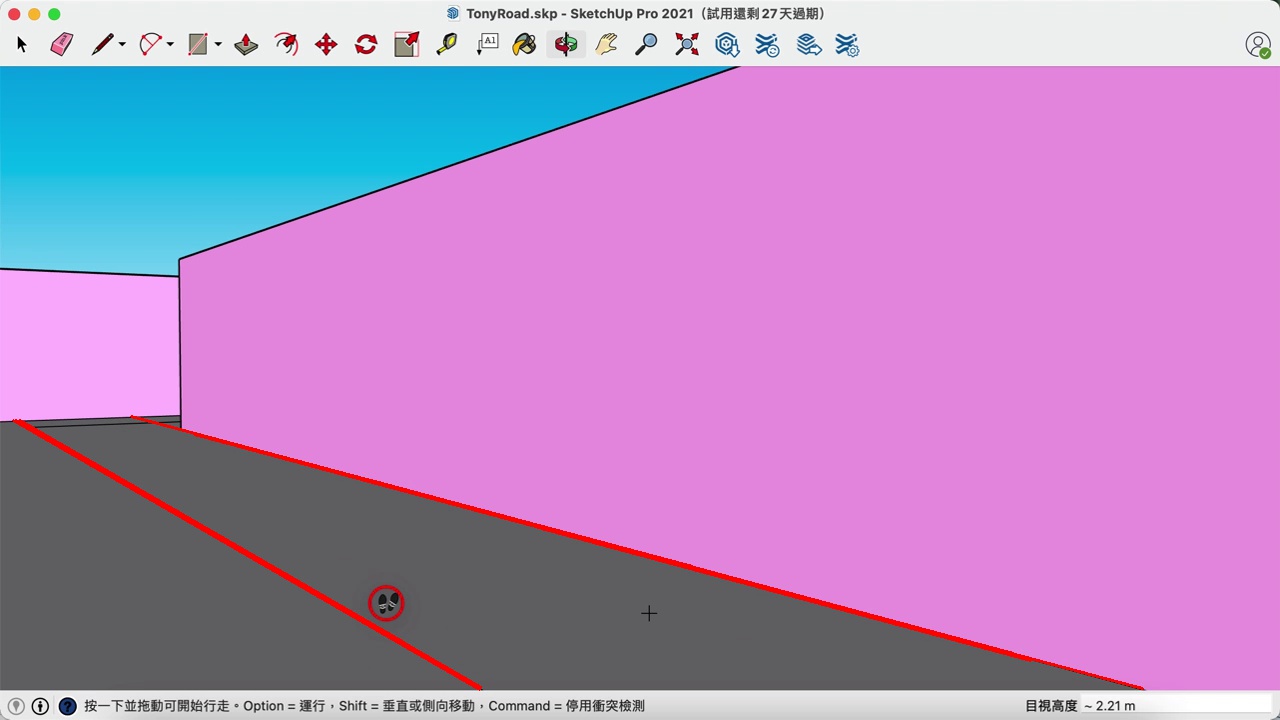 TonyRoad.skp - SketchUp Pro 2021（試用還剩 27 天過期）
A1
按一下並拖動可開始行走。Option = 運行，Shift = 垂直或側向移動，Command = 停用衝突檢測
目視高度 ~ 2.21 m